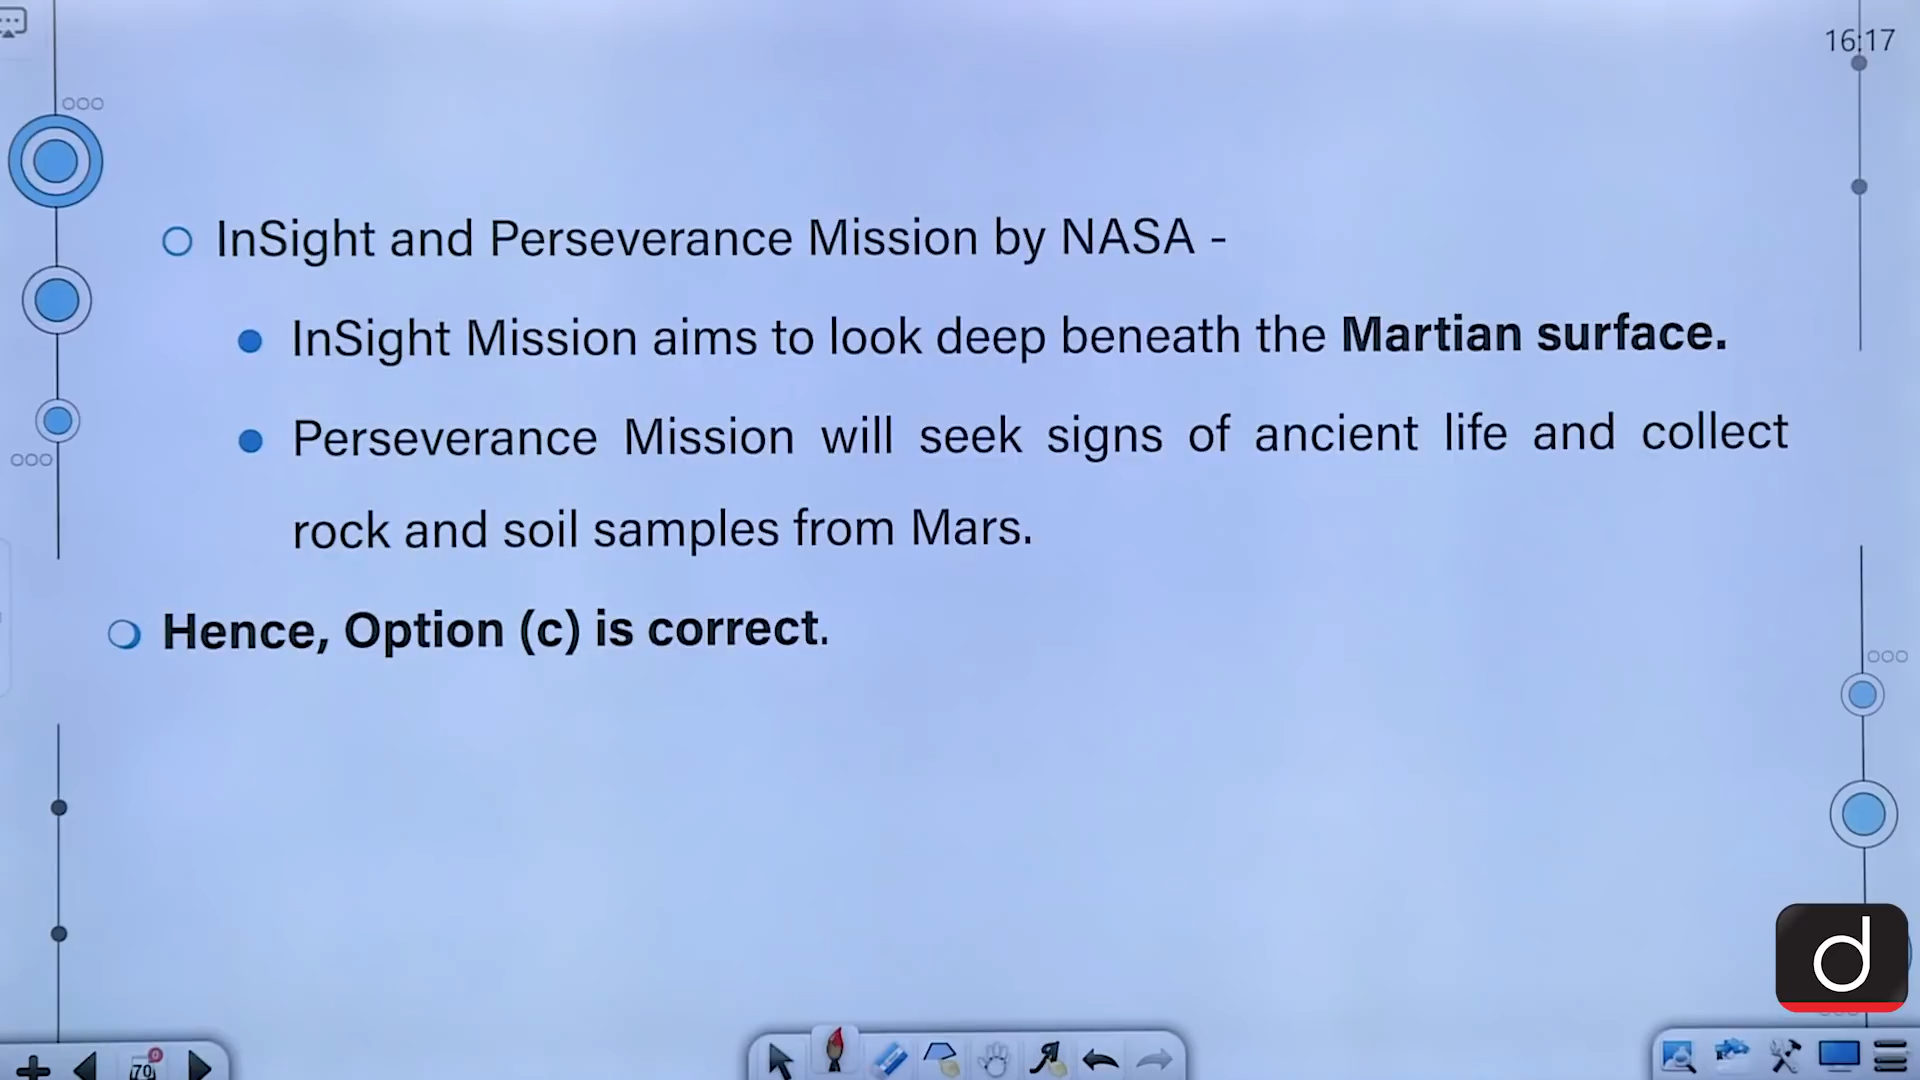 16:17
InSight and Perseverance Mission by NASA -
InSight Mission aims to look deep beneath the Martian surface.
Perseverance Mission will seek signs of ancient life and collect
rock and soil samples from Mars.
Hence, Option (c) is correct.
d
70
0